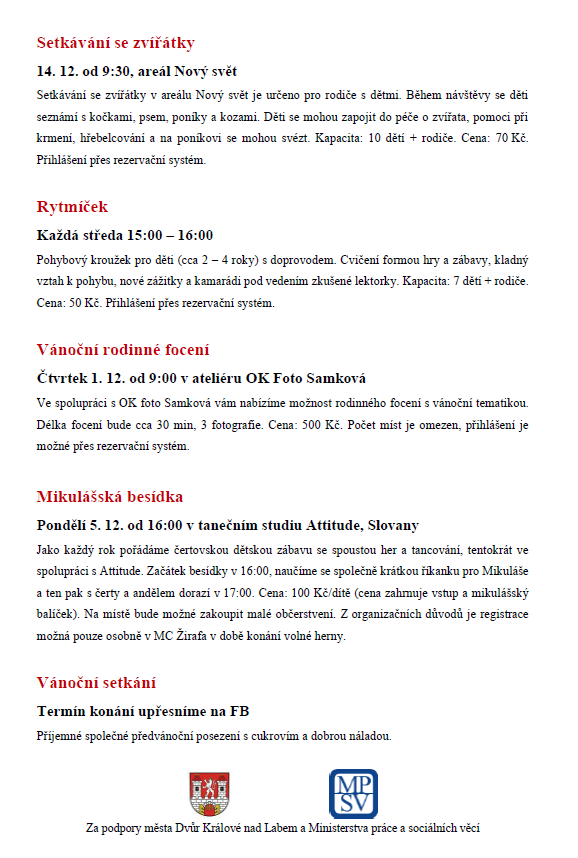 Setkávání se zvířátky
14. 12. od 9:30, areál Nový svět
Setkávání se zvířátky v areálu Nový svět je určeno pro rodiče s dětmi. Během návštěvy se děti
seznámí s kočkami, psem, poníky a kozami. Děti se mohou zapojit do péče o zvířata, pomoci při
krmení, hřebelcování a na poníkovi se mohou svézt. Kapacita: 10 dětí + rodiče. Cena: 70 Kč.
Přihlášení přes rezervační systém.
Rytmíček
Každá středa 15:00 – 16:00
Pohybový kroužek pro děti (cca 2 – 4 roky) s doprovodem. Cvičení formou hry a zábavy, kladný
vztah k pohybu, nové zážitky a kamarádi pod vedením zkušené lektorky. Kapacita: 7 dětí + rodiče.
Cena: 50 Kč. Přihlášení přes rezervační systém.
Vánoční rodinné focení
Čtvrtek 1. 12. od 9:00 v ateliéru OK Foto Samková
Ve spolupráci s OK foto Samková vám nabízíme možnost rodinného focení s vánoční tematikou.
Délka focení bude cca 30 min, 3 fotografie. Cena: 500 Kč. Počet míst je omezen, přihlášení je
možné přes rezervační systém.
Mikulášská besídka
Pondělí 5. 12. od 16:00 v tanečním studiu Attitude, Slovany
Jako každý rok pořádáme čertovskou dětskou zábavu se spoustou her a tancování, tentokrát ve
spolupráci s Attitude. Začátek besídky v 16:00, naučíme se společně krátkou říkanku pro Mikuláše
a ten pak s čerty a andělem dorazí v 17:00. Cena: 100 Kč/dítě (cena zahrnuje vstup a mikulášský
balíček). Na místě bude možné zakoupit malé občerstvení. Z organizačních důvodů je registrace
možná pouze osobně v MC Žirafa v době konání volné herny.
Vánoční setkání
Termín konání upřesníme na FB
Příjemné společné předvánoční posezení s cukrovím a dobrou náladou.
MP
SV
Za podpory města Dvůr Králové nad Labem a Ministerstva práce a sociálních věcí